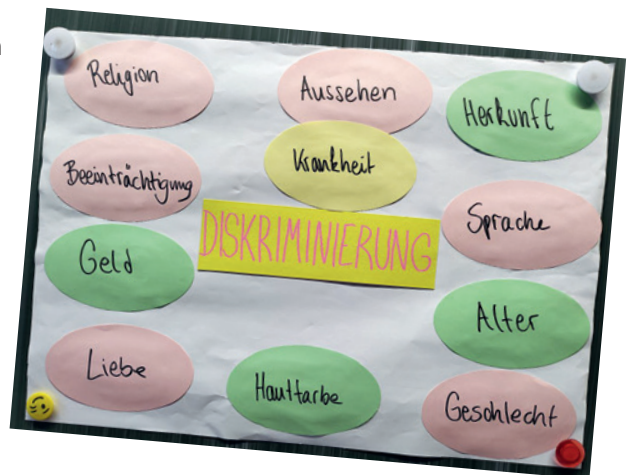 Religion
Aussehen
Herkunft
Krankheit
Beeinträchtigung
Sprache
DISKRIMINIERUNG
Geld
Alter
Liebe
Hautfarbe
Geschlecht